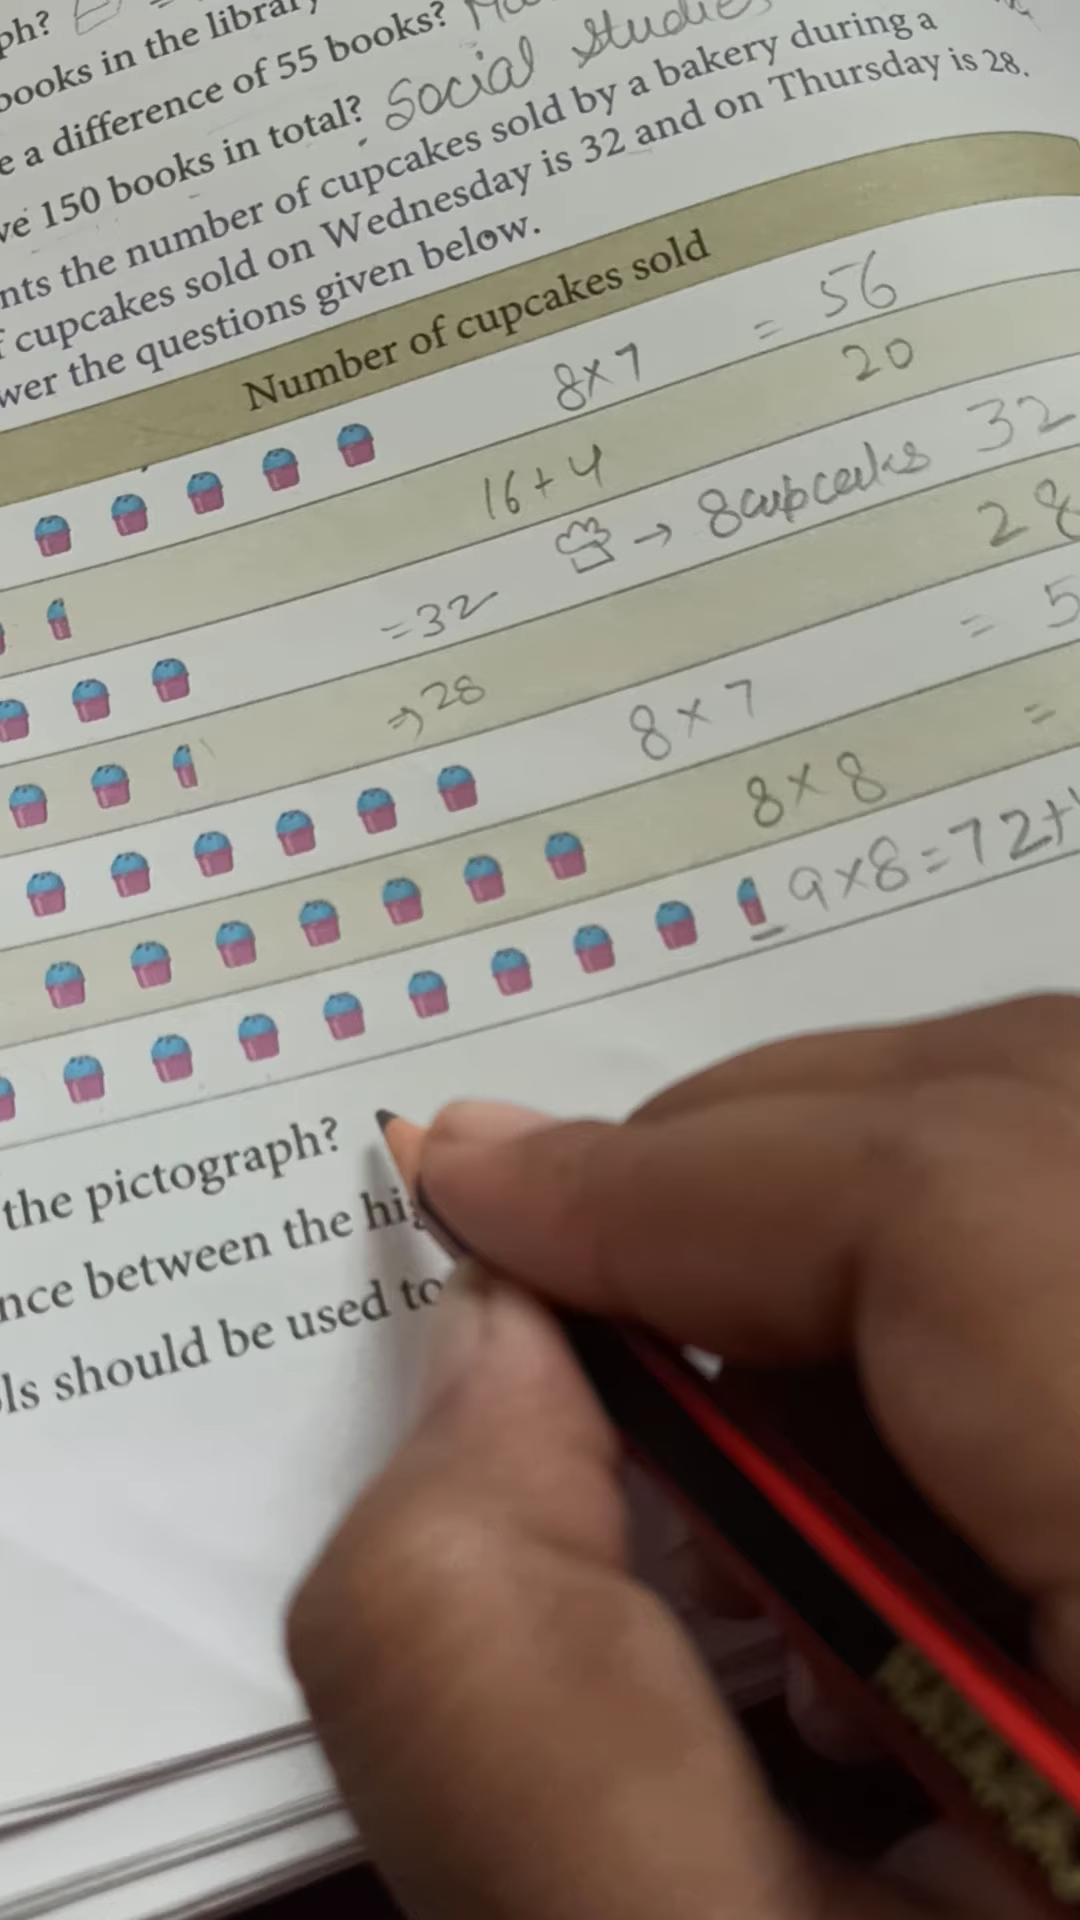 ph?
books in the library
e a difference of 55 books?
ve 150 books in total? Social Studies
nts the number of cupcakes sold by a bakery during a
f cupcakes sold on Wednesday is 32 and on Thursday is 28.
wer the questions given below.
Number of cupcakes sold
8×7 = 56
16+4 20
→ 8 cupcakes 32
=32
28
⇒ 28
8×7 = 5
8×8 =
9×8=72+
the pictograph?
nce between the hi
ls should be used to